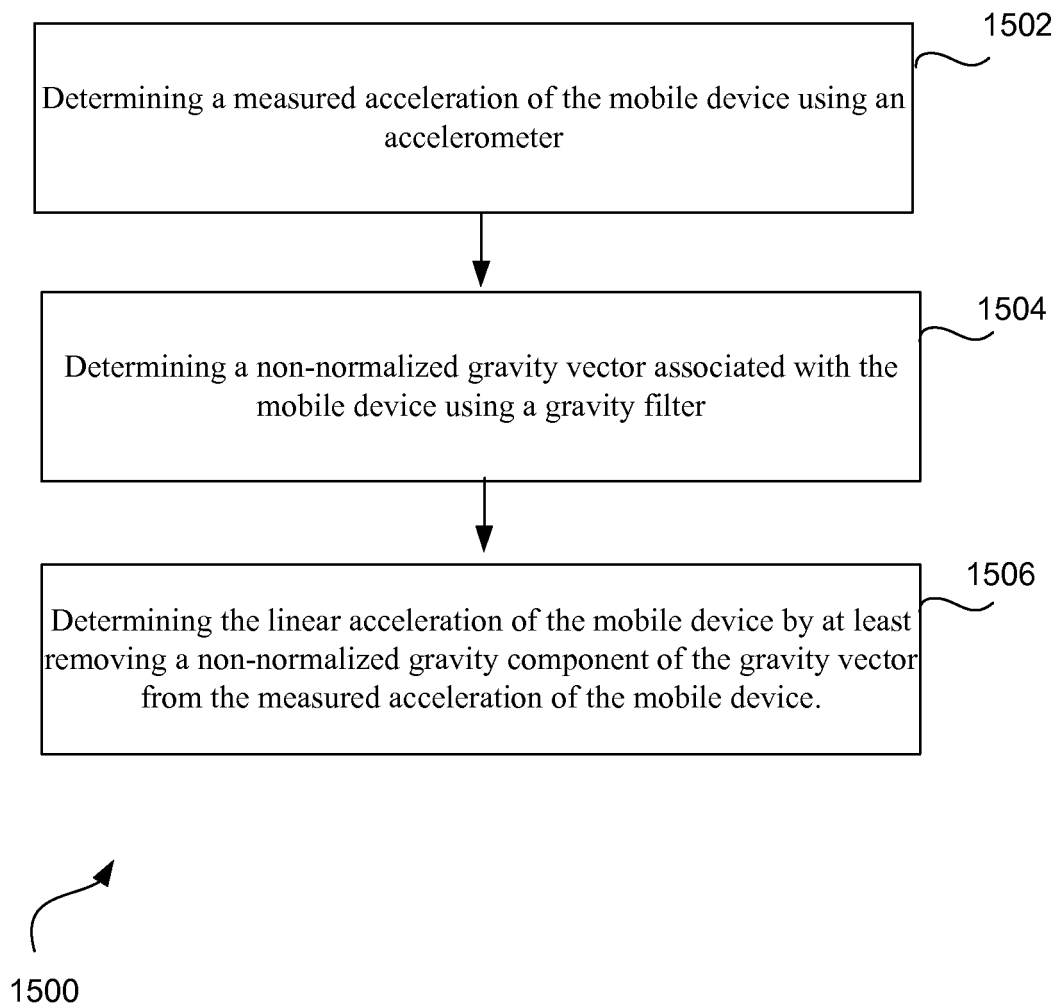 1502
Determining a measured acceleration of the mobile device using an
accelerometer
1504
Determining a non-normalized gravity vector associated with the
mobile device using a gravity filter
1506
Determining the linear acceleration of the mobile device by at least
removing a non-normalized gravity component of the gravity vector
from the measured acceleration of the mobile device.
1500